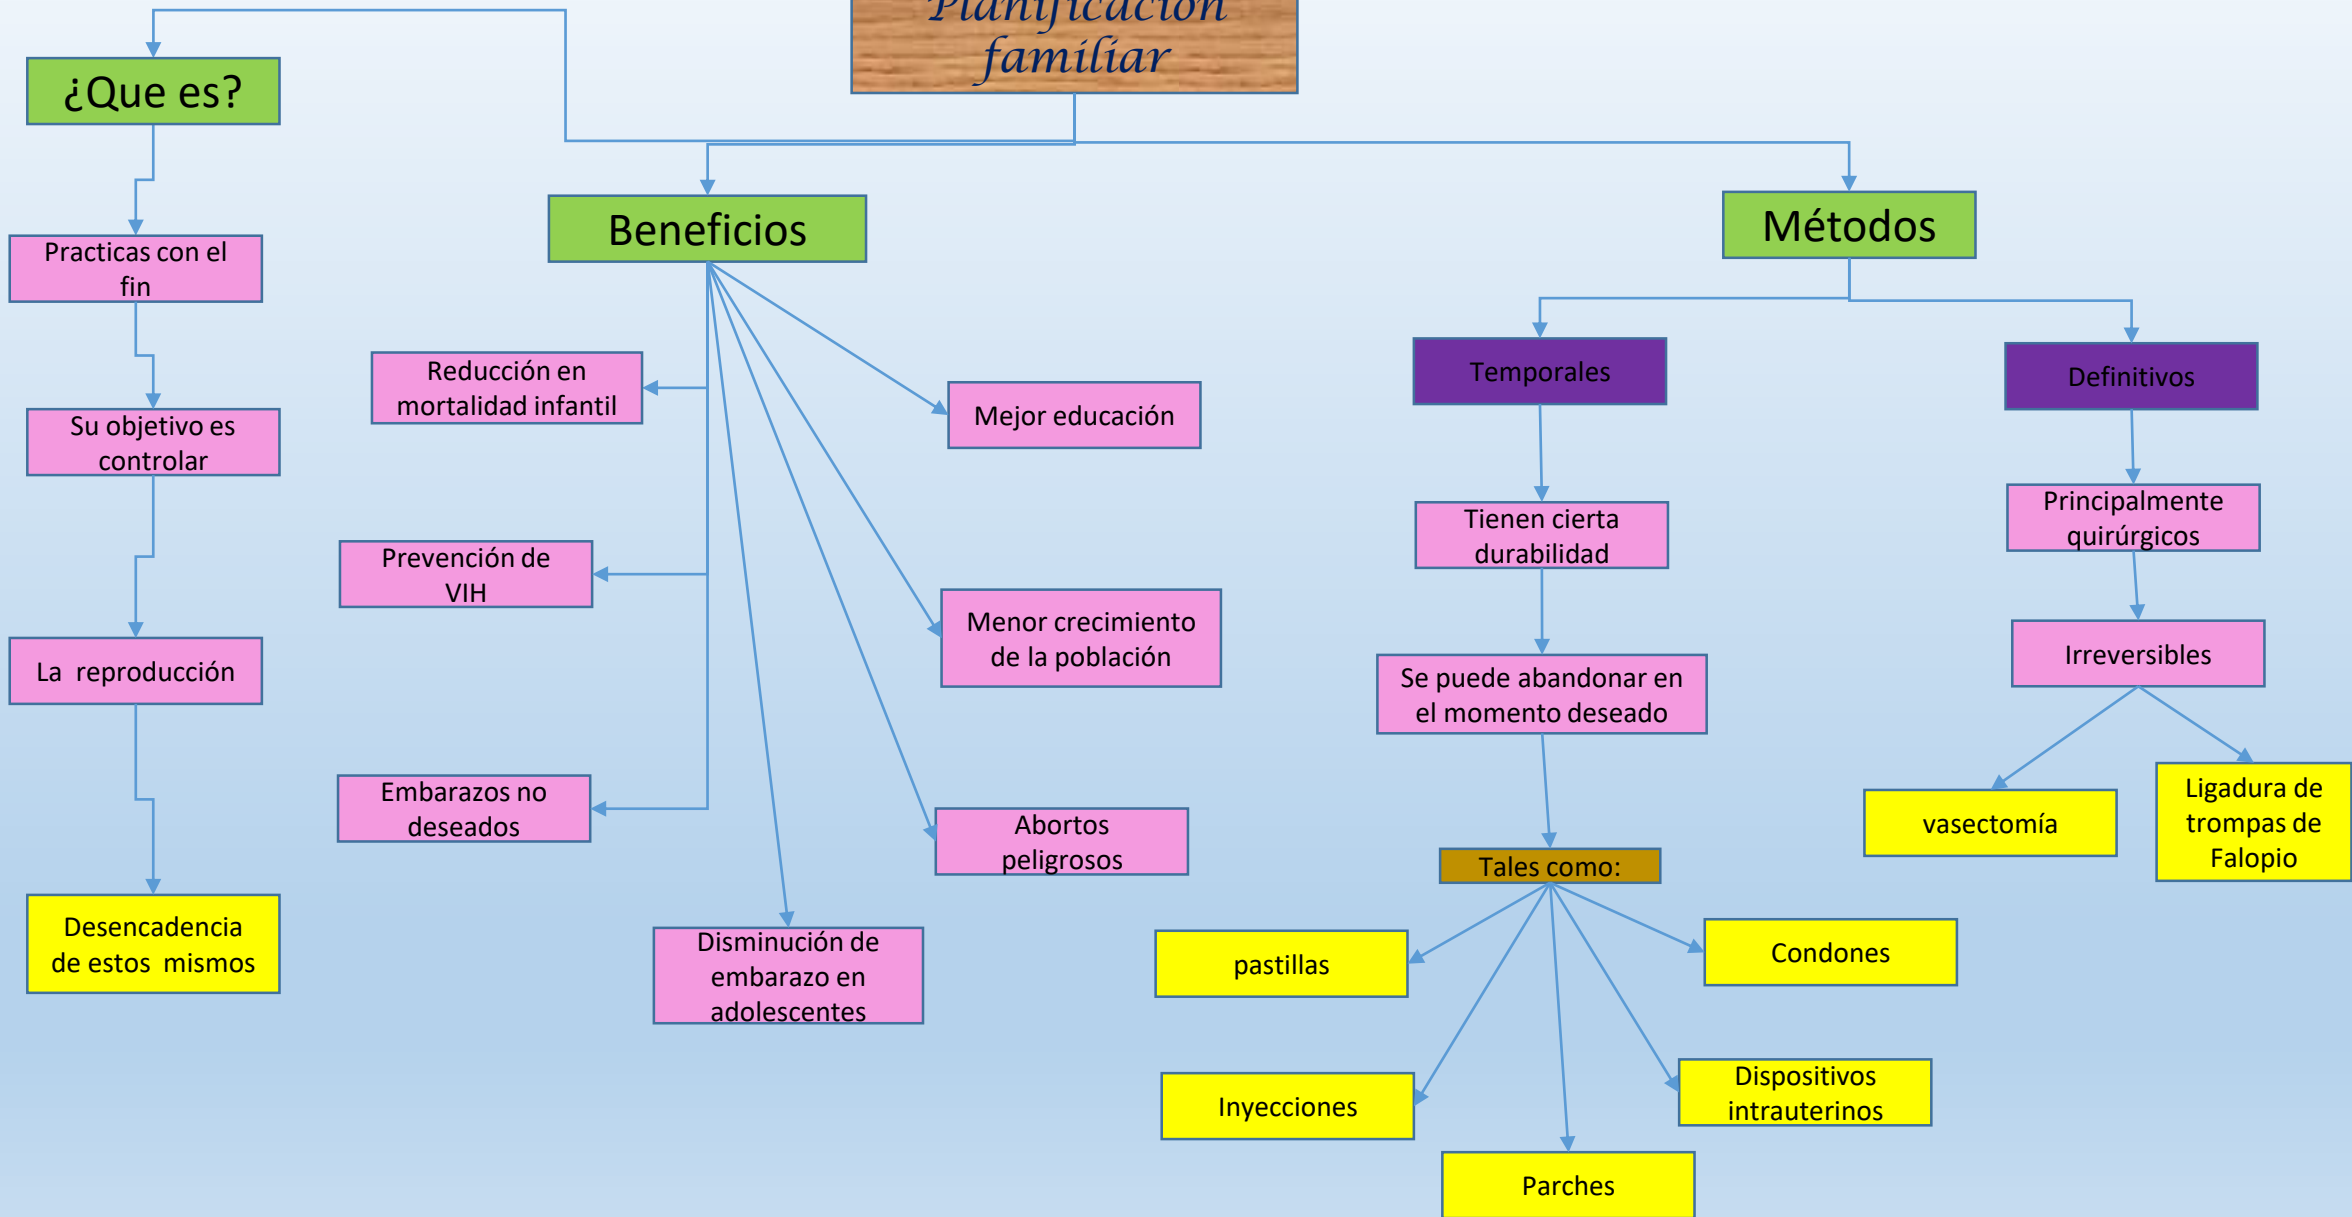 Planificación
familiar
¿Que es?
Practicas con el
fin
Su objetivo es
controlar
La reproducción
Desencadencia
de estos mismos
Beneficios
Reducción en
mortalidad infantil
Mejor educación
Prevención de
VIH
Menor crecimiento
de la población
Embarazos no
deseados
Abortos
peligrosos
Disminución de
embarazo en
adolescentes
Métodos
Temporales
Tienen cierta
durabilidad
Se puede abandonar en
el momento deseado
Tales como:
pastillas
Condones
Inyecciones
Dispositivos
intrauterinos
Parches
Definitivos
Principalmente
quirúrgicos
Irreversibles
vasectomía
Ligadura de
trompas de
Falopio